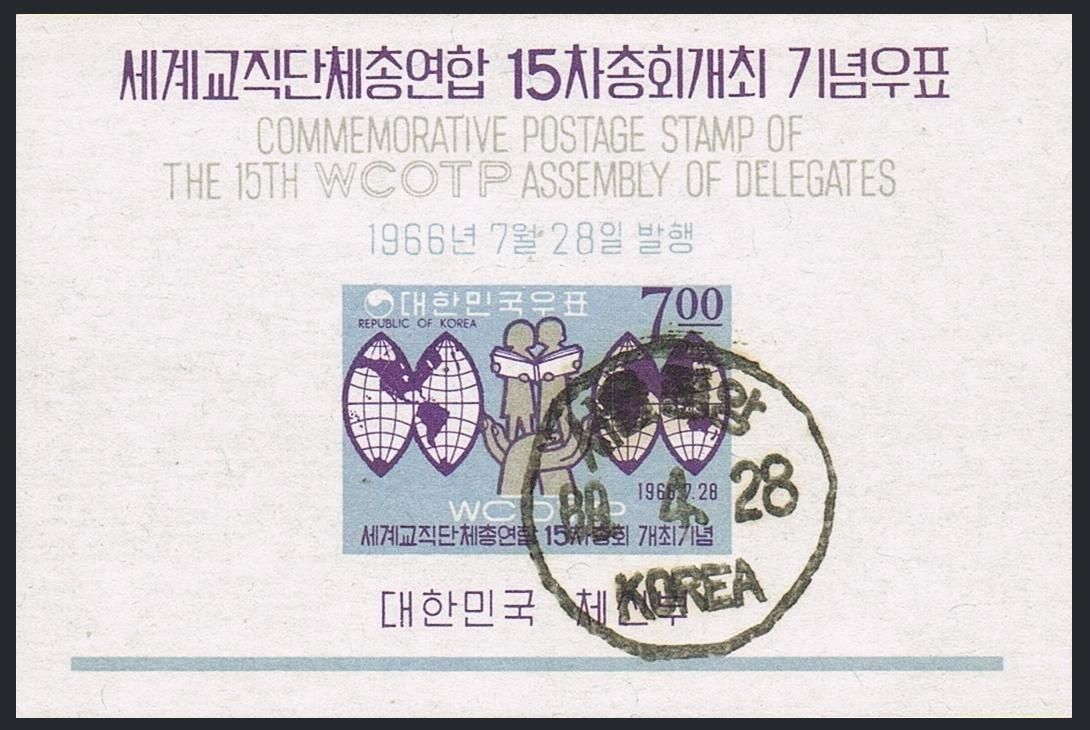 세계교직단체총연합 15차총회개최 기념우표
COMMEMORATIVE POSTAGE STAMP OF
THE 15TH WCOTP ASSEMBLY OF DELEGATES
1966년 7월 28일 발행
대한민국우표 700
REPUBLIC OF KOREA
1966.7.28
WCOTP
세계교직단체총연합 15차총회 개최기념
4 28
KOREA
대한민국 체신부